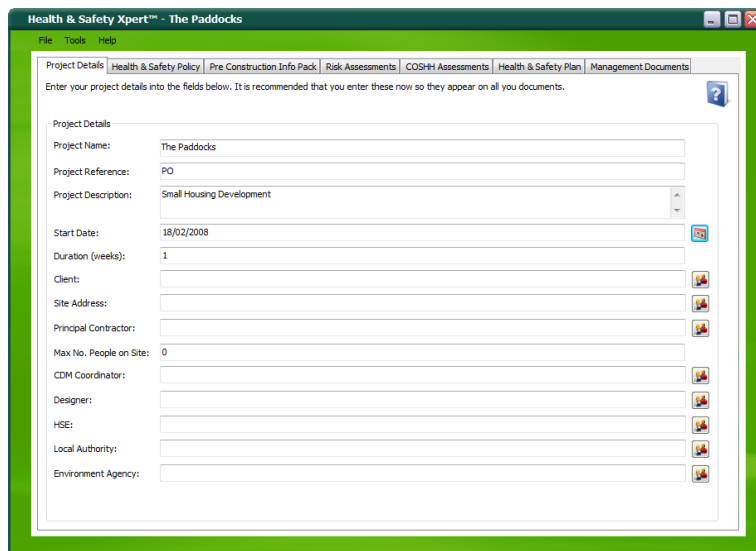 Health & Safety Xpert™ - The Paddocks
File Tools Help
Project Details Health & Safety Policy Pre Construction Info Pack Risk Assessments COSHH Assessments Health & Safety Plan Management Documents
Enter your project details into the fields below. It is recommended that you enter these now so they appear on all you documents.
Project Details
Project Name: The Paddocks
Project Reference: PO
Project Description: Small Housing Development
Start Date: 18/02/2008
Duration (weeks): 1
Client:
Site Address:
Principal Contractor:
Max No. People on Site: 0
CDM Coordinator:
Designer:
HSE:
Local Authority:
Environment Agency: